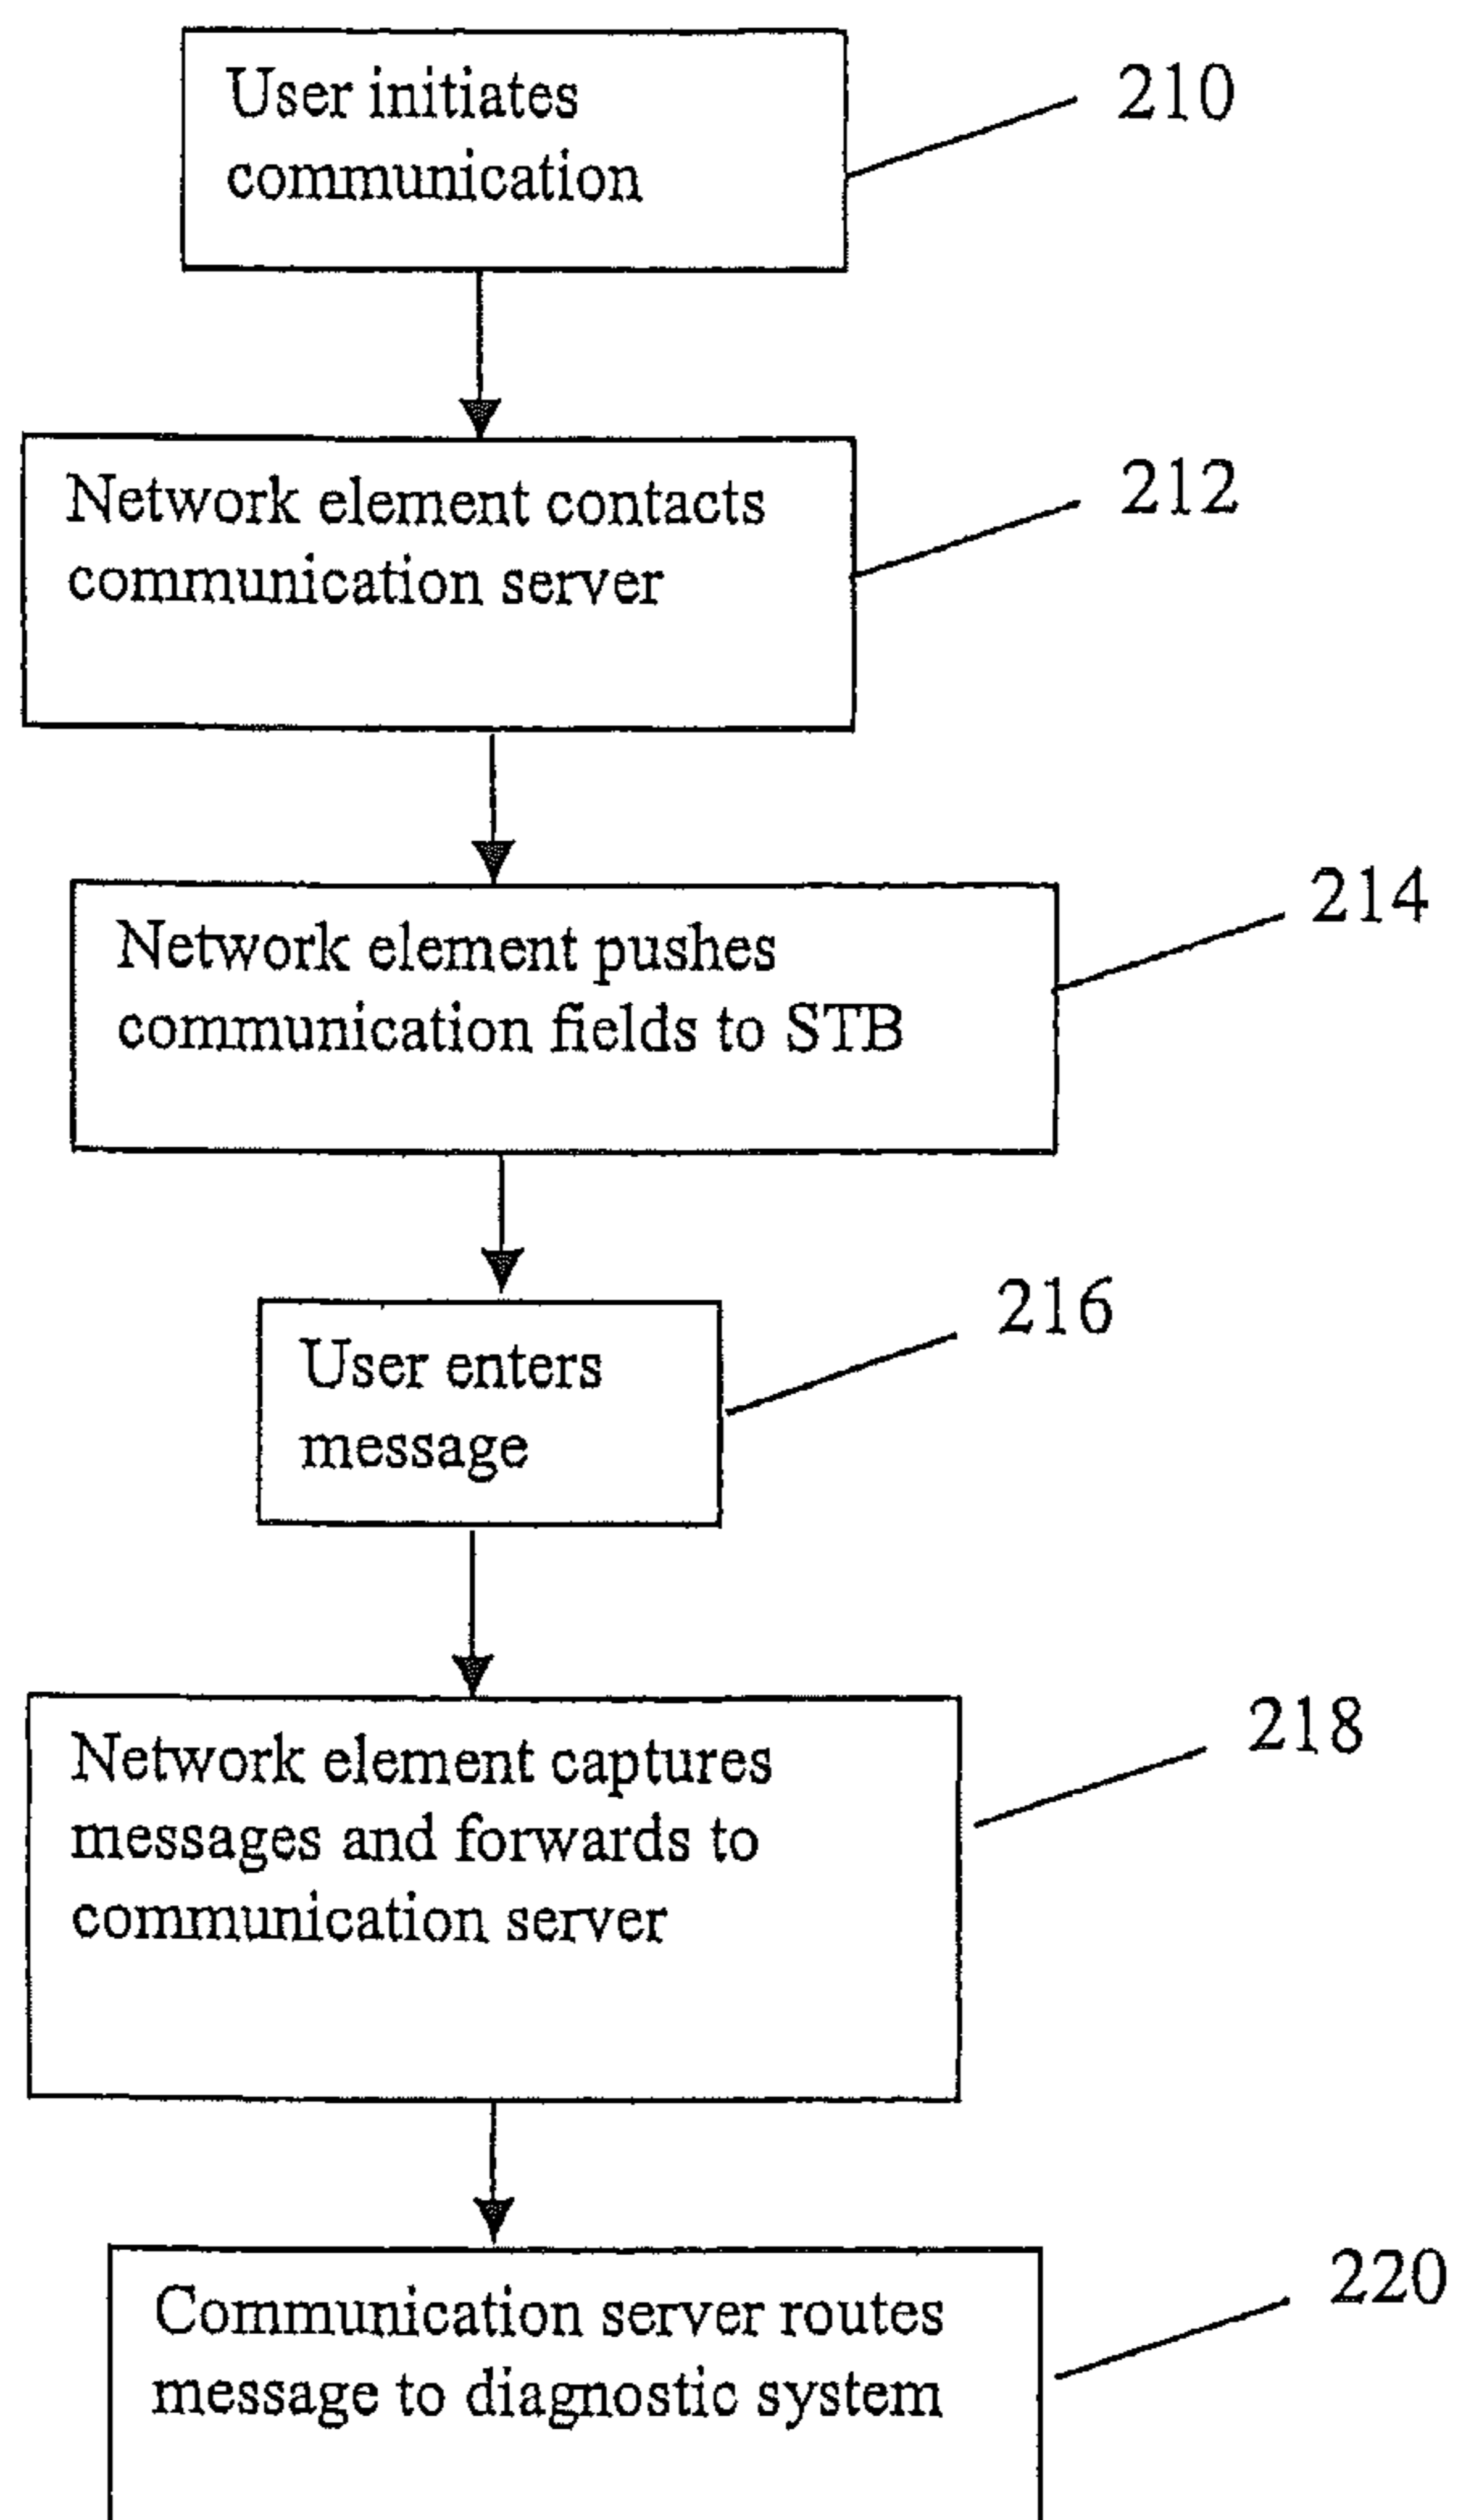 User initiates
communication
210
Network element contacts
communication server
212
Network element pushes
communication fields to STB
214
User enters
message
216
Network element captures
messages and forwards to
communication server
218
Communication server routes
message to diagnostic system
220